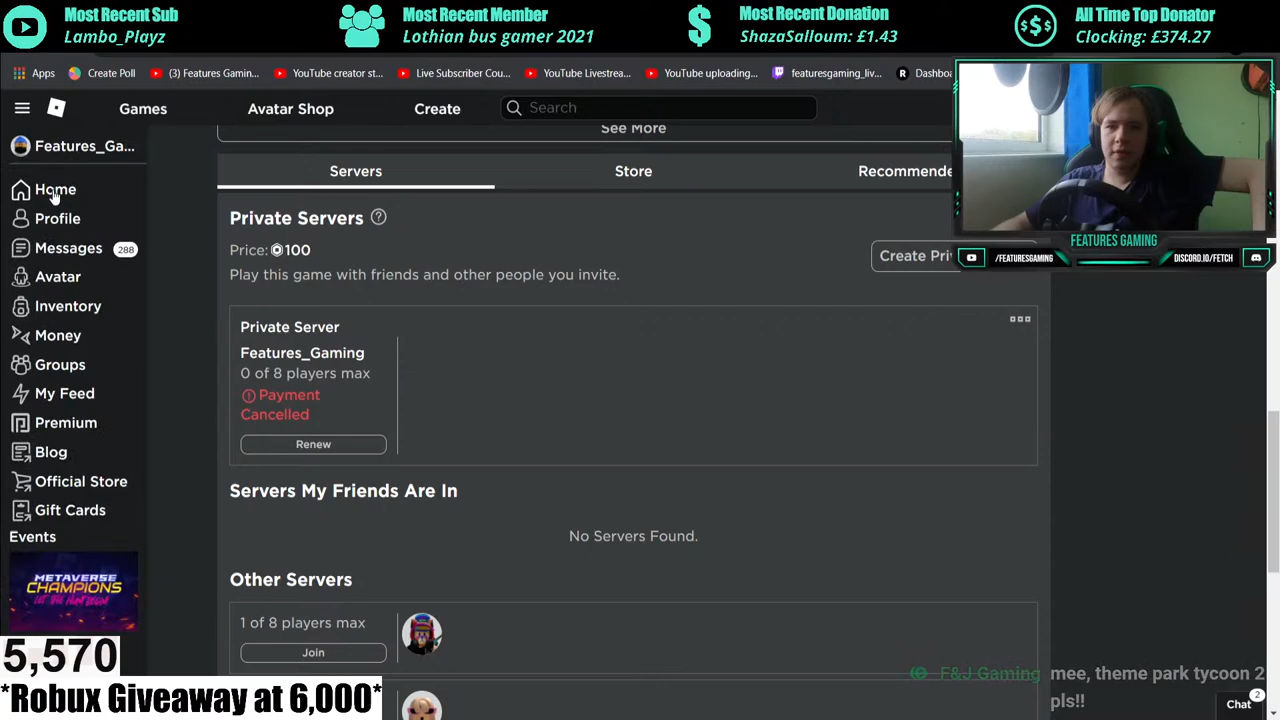 Most Recent Sub
Lambo_Playz
Most Recent Member
Lothian bus gamer 2021
Most Recent Donation
ShazaSalloum: £1.43
All Time Top Donator
Clocking: £374.27
Apps
Create Poll
(3) Features Gamin...
YouTube creator st...
Live Subscriber Cou...
YouTube Livestrea...
YouTube uploading...
featuresgaming_liv...
Dashbo
Games
Avatar Shop
Create
Search
Features_Ga...
Home
Profile
Messages 288
Avatar
Inventory
Money
Groups
My Feed
Premium
Blog
Official Store
Gift Cards
Events
METAVERSE
CHAMPIONS
LET THE HUNT BEGIN
5,570
*Robux Giveaway at 6,000*
See More
Servers
Store
Recommende
Private Servers
Price: 100
Play this game with friends and other people you invite.
Create Pri
Private Server
Features_Gaming
0 of 8 players max
Payment
Cancelled
Renew
Servers My Friends Are In
No Servers Found.
Other Servers
1 of 8 players max
Join
FEATURES GAMING
/FEATURESGAMING
DISCORD.IO/FETCH
F&J Gaming mee, theme park tycoon 2
pls!!
Chat 2